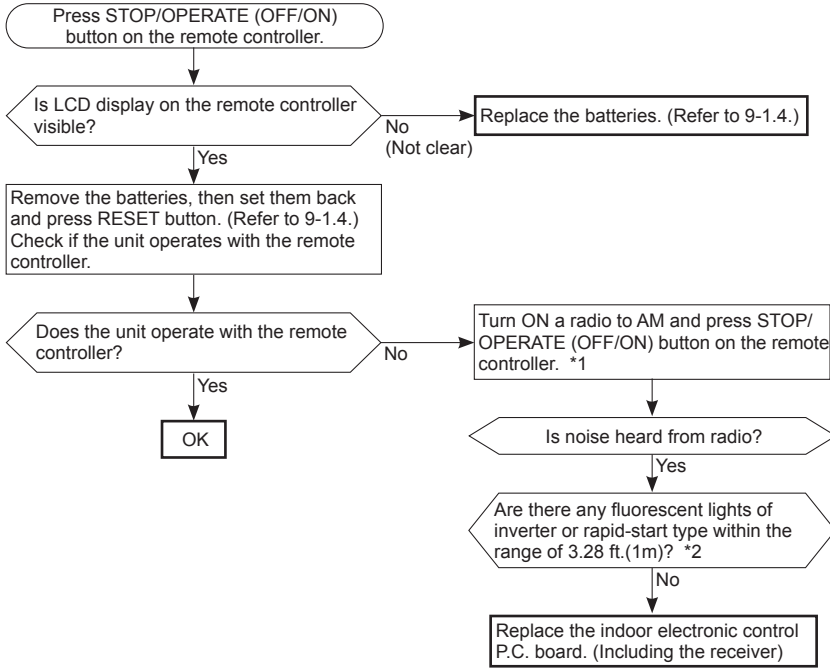 Press STOP/OPERATE (OFF/ON)
button on the remote controller.
Is LCD display on the remote controller
visible?
No
(Not clear)
Replace the batteries. (Refer to 9-1.4.)
Yes
Remove the batteries, then set them back
and press RESET button. (Refer to 9-1.4.)
Check if the unit operates with the remote
controller.
Does the unit operate with the remote
controller?
No
Turn ON a radio to AM and press STOP/
OPERATE (OFF/ON) button on the remote
controller. *1
Yes
OK
Is noise heard from radio?
Yes
Are there any fluorescent lights of
inverter or rapid-start type within the
range of 3.28 ft.(1m)? *2
No
Replace the indoor electronic control
P.C. board. (Including the receiver)